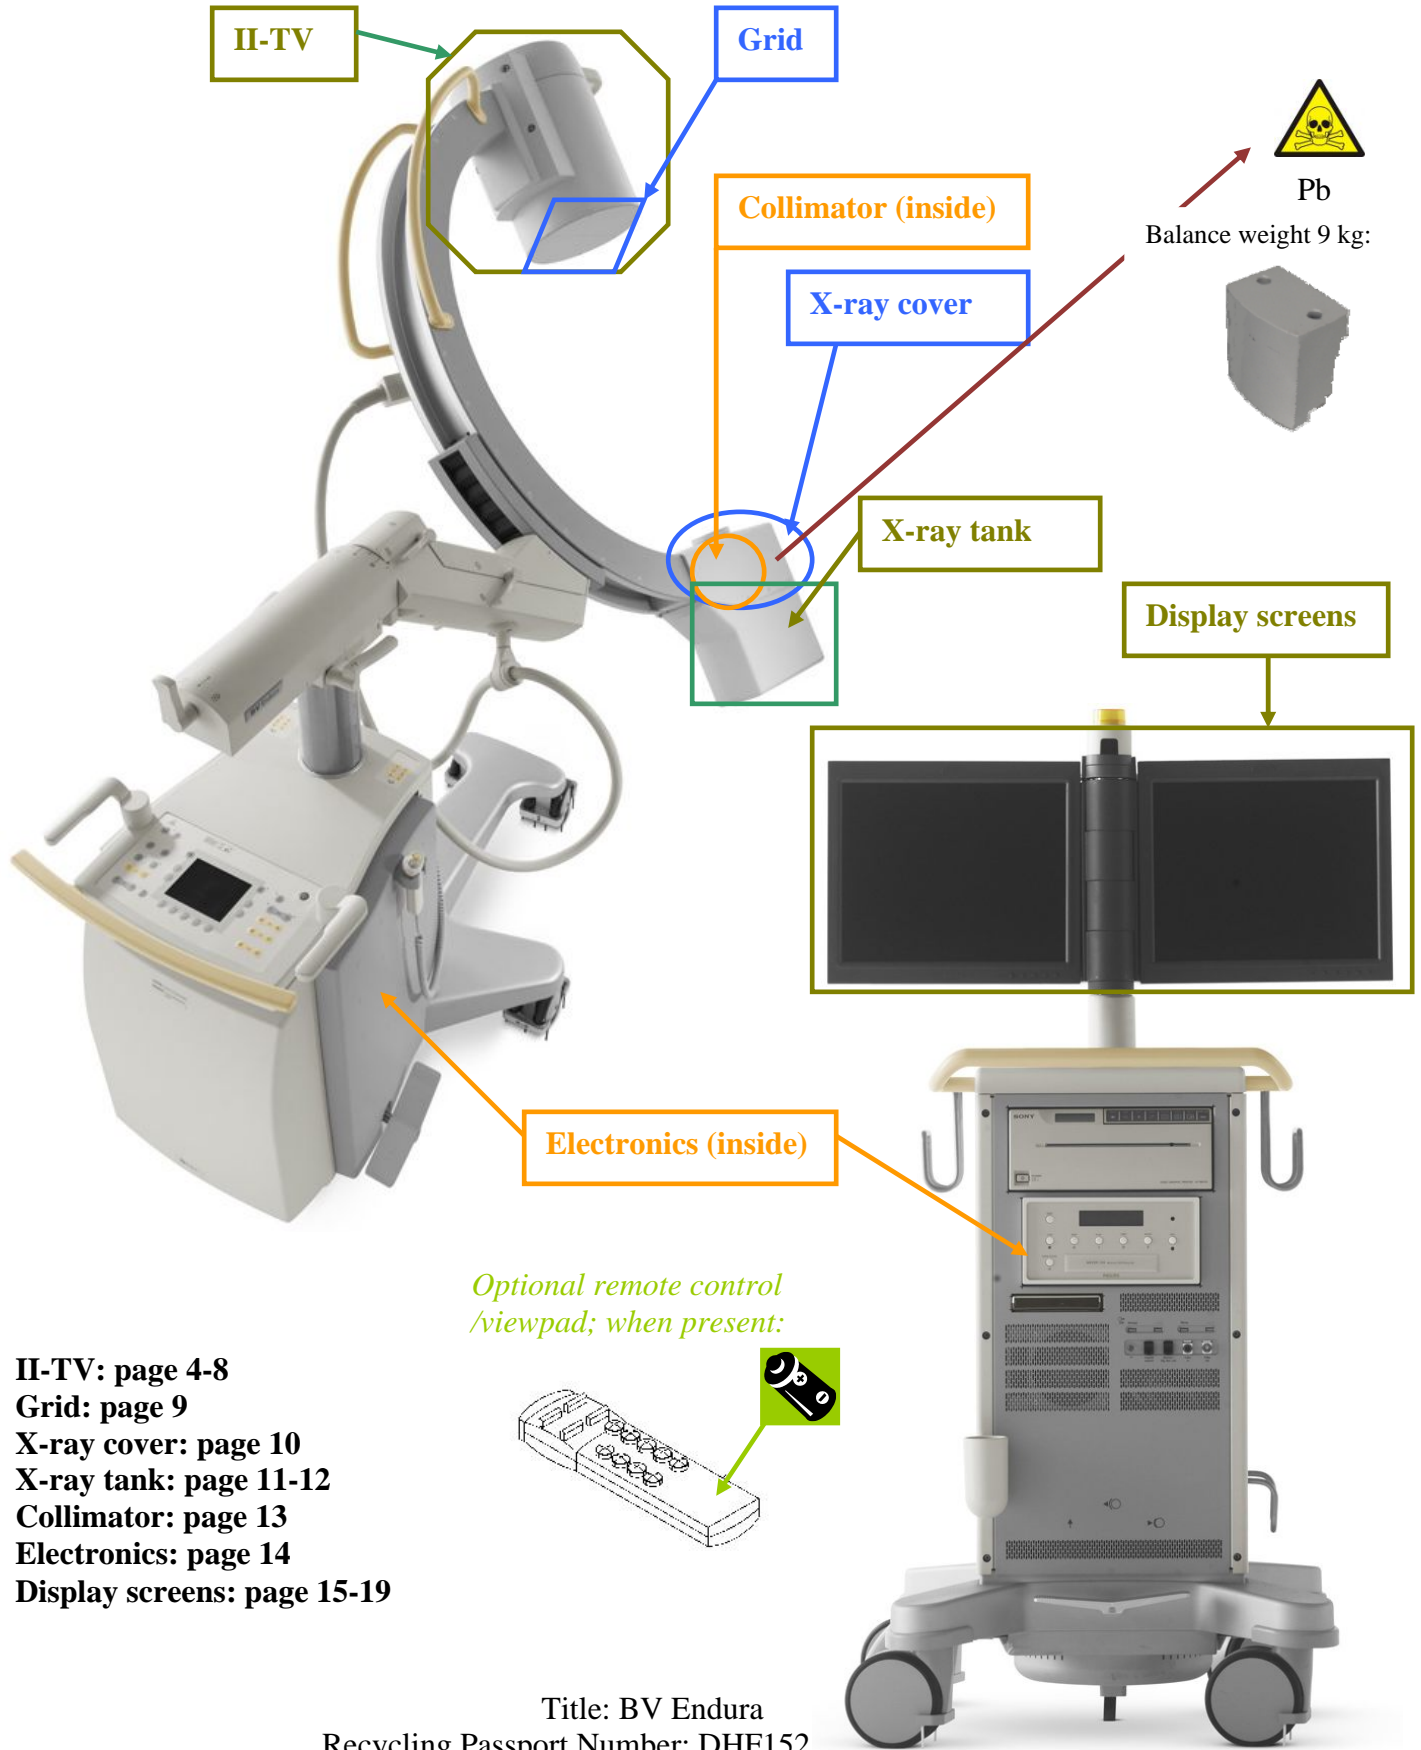 II-TV
Grid
Pb
Collimator (inside)
Balance weight 9 kg:
X-ray cover
X-ray tank
Display screens
SONY
Electronics (inside)
Optional remote control
/viewpad; when present:
II-TV: page 4-8
Grid: page 9
X-ray cover: page 10
X-ray tank: page 11-12
Collimator: page 13
Electronics: page 14
Display screens: page 15-19
Title: BV Endura
Recycling Passport Number: DHF152